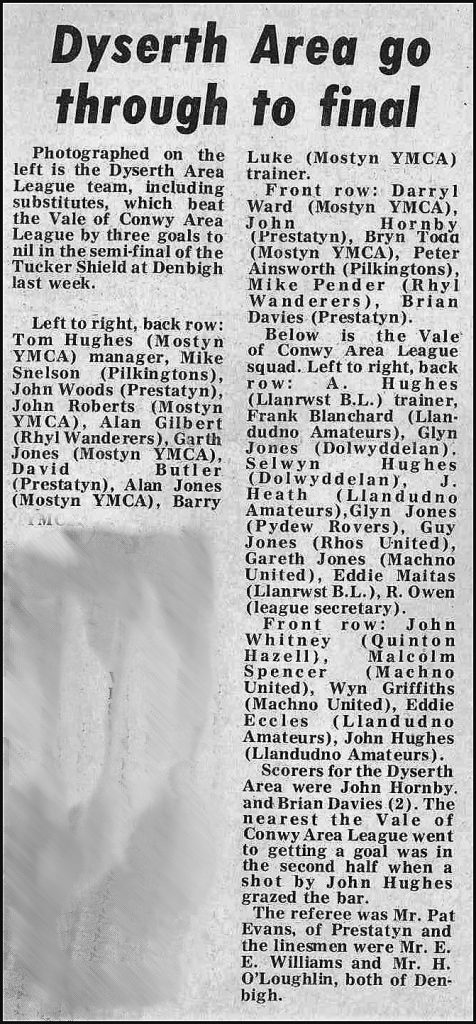 Dyserth Area go
through to final
Photographed on the
left is the Dyserth Area
League team, including
substitutes, which beat
the Vale of Conwy Area
League by three goals to
nil in the semi-final of the
Tucker Shield at Denbigh
last week.
Left to right, back row:
Tom Hughes (Mostyn
YMCA) manager, Mike
Snelson (Pilkingtons),
John Woods (Prestatyn),
John Roberts (Mostyn
YMCA), Alan Gilbert
(Rhyl Wanderers), Garth
Jones (Mostyn YMCA),
David Butler
(Prestatyn), Alan Jones
(Mostyn YMCA), Barry
Luke (Mostyn YMCA)
trainer.
Front row: Darryl
Ward (Mostyn YMCA),
John Hornby
(Prestatyn), Bryn Todd
(Mostyn YMCA), Peter
Ainsworth (Pilkingtons),
Mike Pender (Rhyl
Wanderers), Brian
Davies (Prestatyn).
Below is the Vale
of Conwy Area League
squad. Left to right, back
row: A. Hughes
(Llanrwst B.L.) trainer,
Frank Blanchard (Llan-
dudno Amateurs), Glyn
Jones (Dolwyddelan).
Selwyn Hughes
(Dolwyddelan), J.
Heath (Llandudno
Amateurs),Glyn Jones
(Pydew Rovers), Guy
Jones (Rhos United),
Gareth Jones (Machno
United), Eddie Maitas
(Llanrwst B.L.), R. Owen
(league secretary).
Front row: John
Whitney (Quinton
Hazell), Malcolm
Spencer (Machno
United), Wyn Griffiths
(Machno United), Eddie
Eccles (Llandudno
Amateurs), John Hughes
(Llandudno Amateurs).
Scorers for the Dyserth
Area were John Hornby.
and Brian Davies (2). The
nearest the Vale of
Conwy Area League went
to getting a goal was in
the second half when a
shot by John Hughes
grazed the bar.
The referee was Mr. Pat
Evans, of Prestatyn and
the linesmen were Mr. E.
E. Williams and Mr. H.
O'Loughlin, both of Den-
bigh.